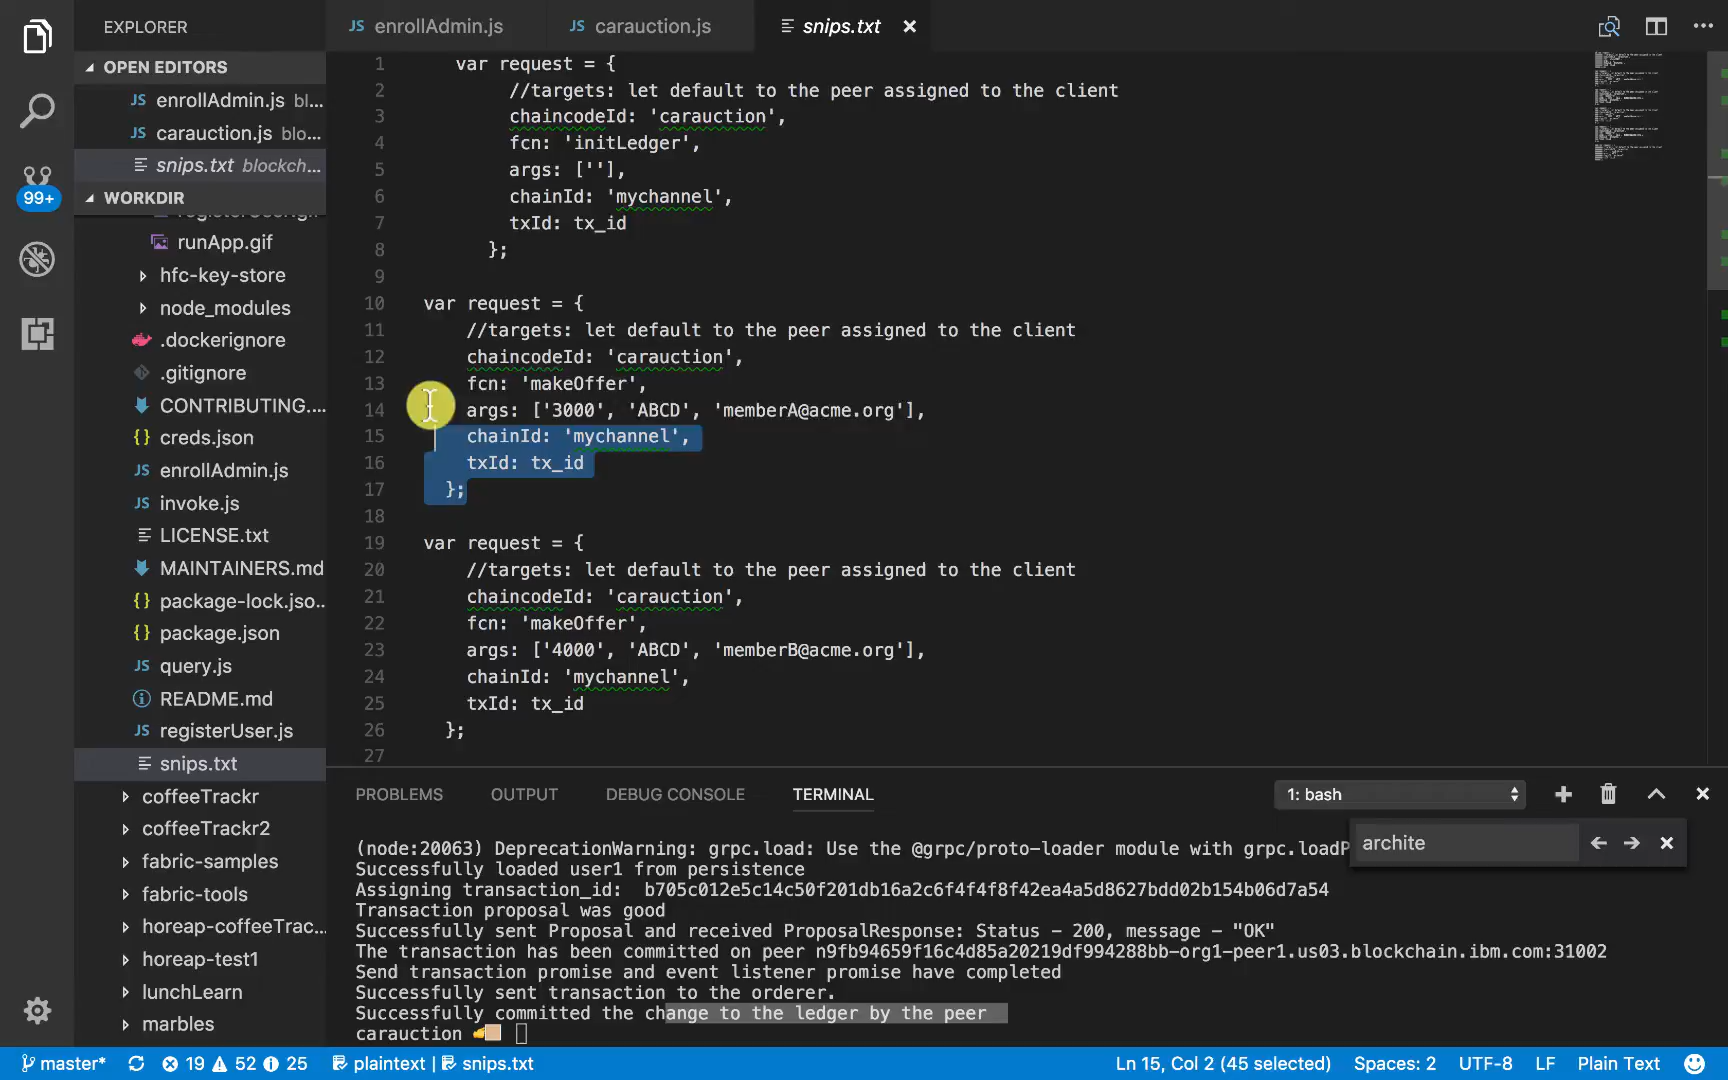 EXPLORER
OPEN EDITORS
JS enrollAdmin.js bl...
JS carauction.js blo...
snips.txt blockch...
99+
WORKDIR
runApp.gif
hfc-key-store
node_modules
.dockerignore
.gitignore
CONTRIBUTING....
{} creds.json
JS enrollAdmin.js
JS invoke.js
LICENSE.txt
MAINTAINERS.md
{} package-lock.jso...
{} package.json
JS query.js
README.md
JS registerUser.js
snips.txt
coffeeTrackr
coffeeTrackr2
fabric-samples
fabric-tools
horeap-coffeeTrac...
horeap-test1
lunchLearn
marbles
JS enrollAdmin.js JS carauction.js snips.txt
1 var request = {
2 //targets: let default to the peer assigned to the client
3 chaincodeId: 'carauction',
4 fcn: 'initLedger',
5 args: [''],
6 chainId: 'mychannel',
7 txId: tx_id
8 };
9
10 var request = {
11 //targets: let default to the peer assigned to the client
12 chaincodeId: 'carauction',
13 fcn: 'makeOffer',
14 args: ['3000', 'ABCD', 'memberA@acme.org'],
15 chainId: 'mychannel',
16 txId: tx_id
17 };
18
19 var request = {
20 //targets: let default to the peer assigned to the client
21 chaincodeId: 'carauction',
22 fcn: 'makeOffer',
23 args: ['4000', 'ABCD', 'memberB@acme.org'],
24 chainId: 'mychannel',
25 txId: tx_id
26 };
27
PROBLEMS OUTPUT DEBUG CONSOLE TERMINAL 1: bash
archite
(node:20063) DeprecationWarning: grpc.load: Use the @grpc/proto-loader module with grpc.loadP
Successfully loaded user1 from persistence
Assigning transaction_id: b705c012e5c14c50f201db16a2c6f4f4f8f42ea4a5d8627bdd02b154b06d7a54
Transaction proposal was good
Successfully sent Proposal and received ProposalResponse: Status - 200, message - "OK"
The transaction has been committed on peer n9fb94659f16c4d85a20219df994288bb-org1-peer1.us03.blockchain.ibm.com:31002
Send transaction promise and event listener promise have completed
Successfully sent transaction to the orderer.
Successfully committed the change to the ledger by the peer
carauction
master* 19 52 25 plaintext | snips.txt Ln 15, Col 2 (45 selected) Spaces: 2 UTF-8 LF Plain Text